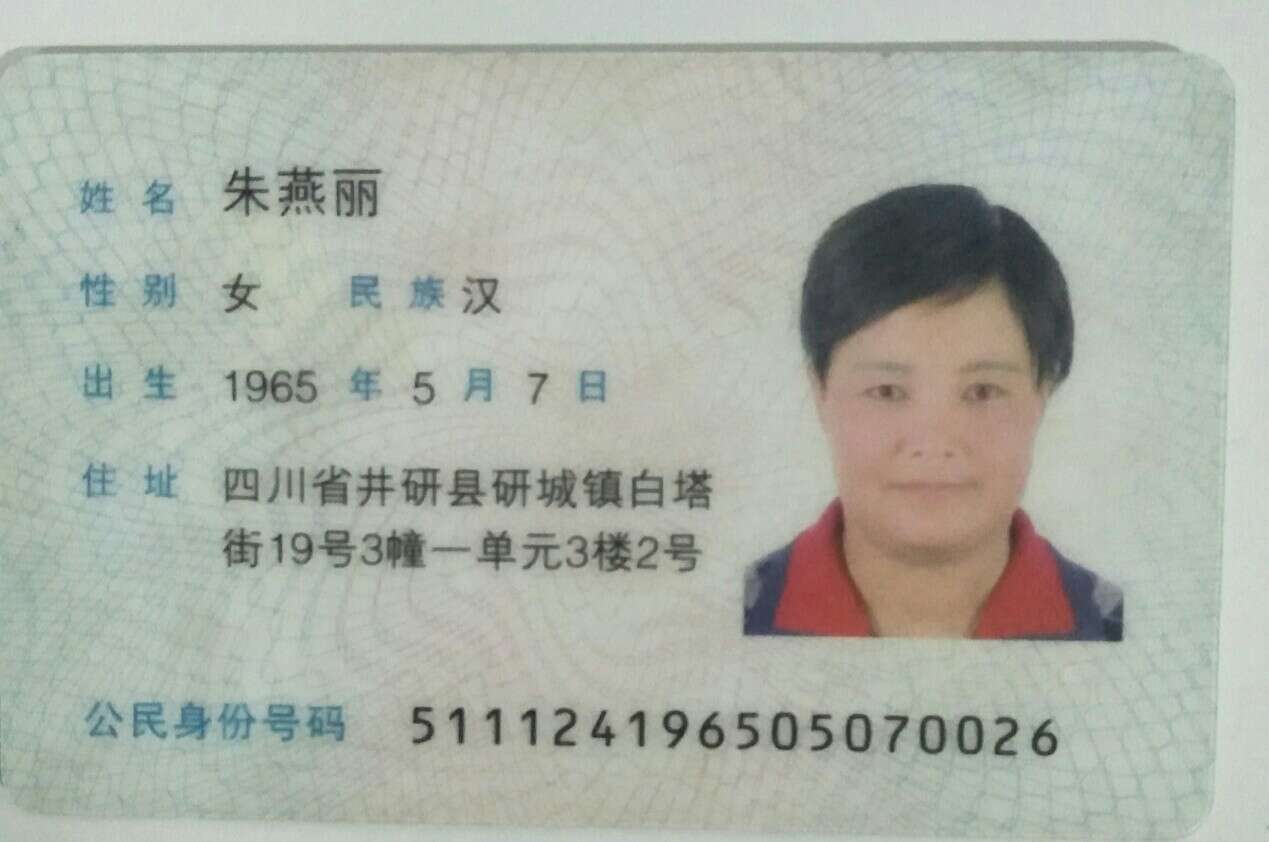 姓名 朱燕丽
性别 女 民族 汉
出生 1965 年 5 月 7 日
住址 四川省井研县研城镇白塔
街19号3幢一单元3楼2号
公民身份号码 511124196505070026